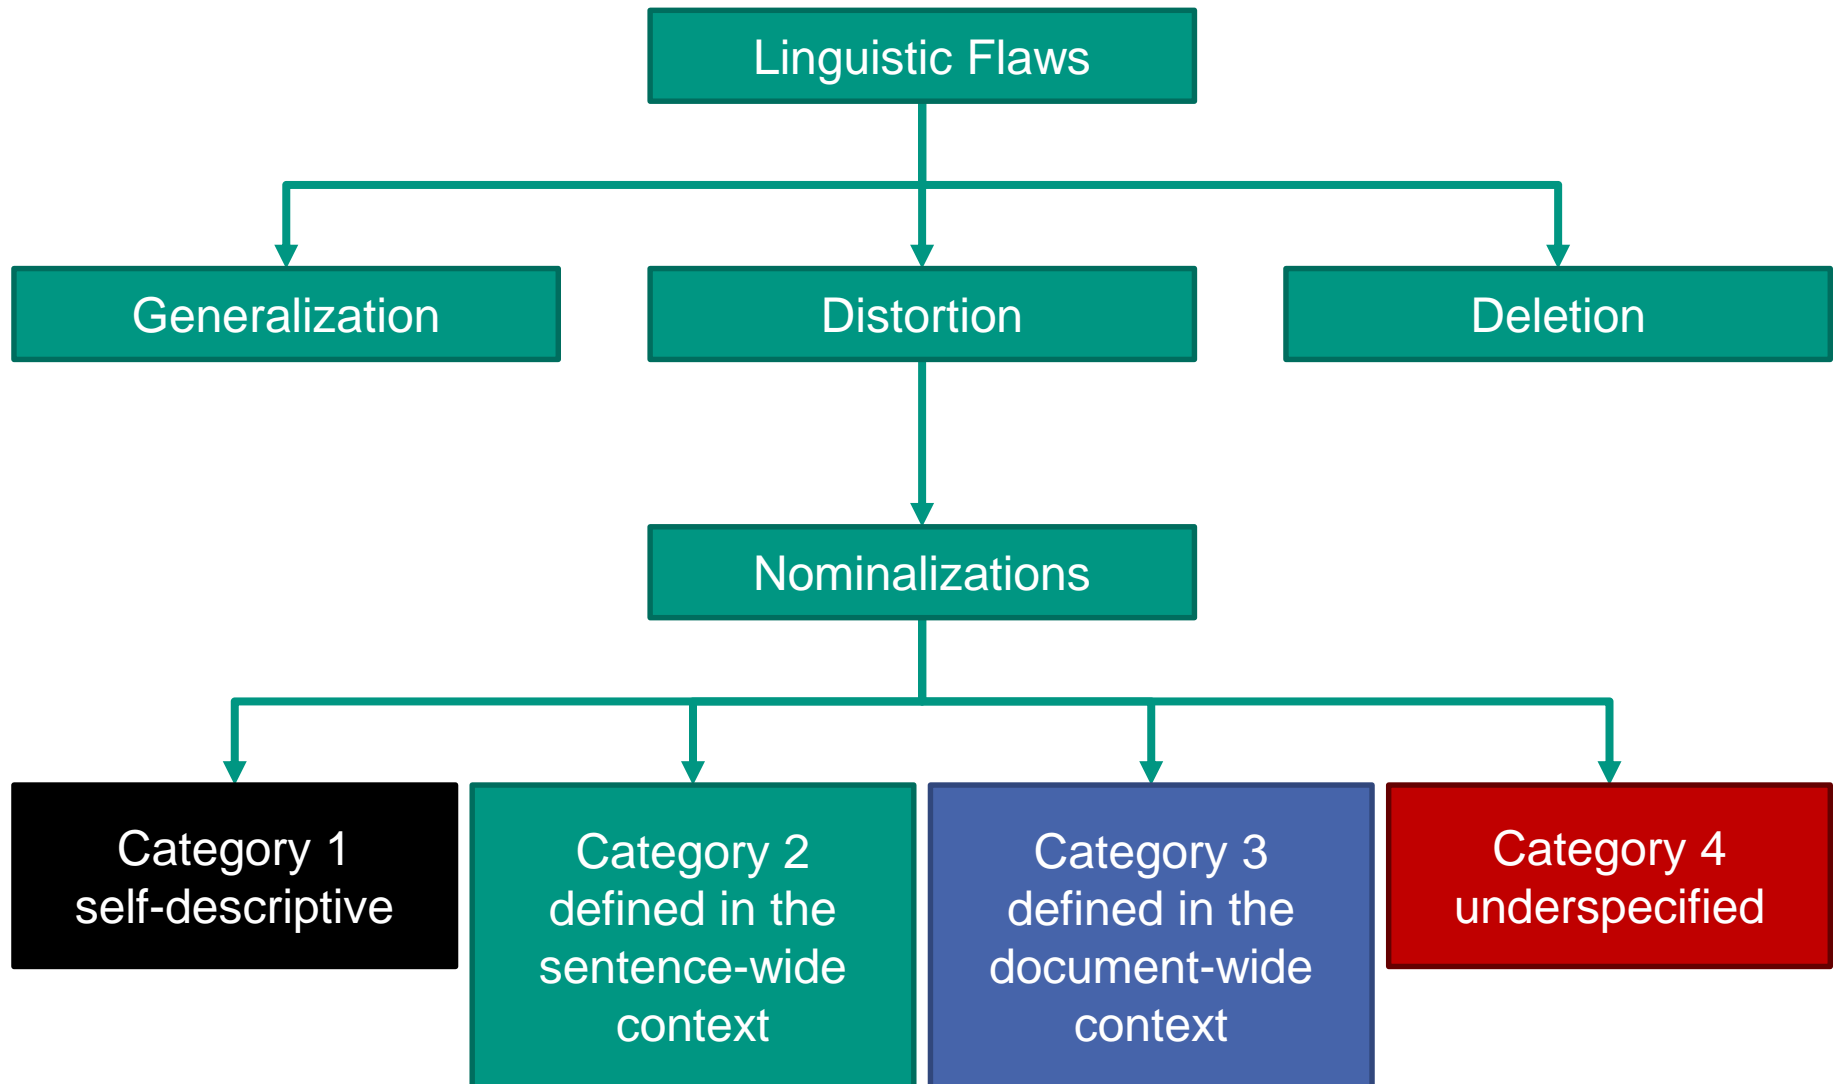 Linguistic Flaws
Generalization
Distortion
Deletion
Nominalizations
Category 1
self-descriptive
Category 2
defined in the
sentence-wide
context
Category 3
defined in the
document-wide
context
Category 4
underspecified